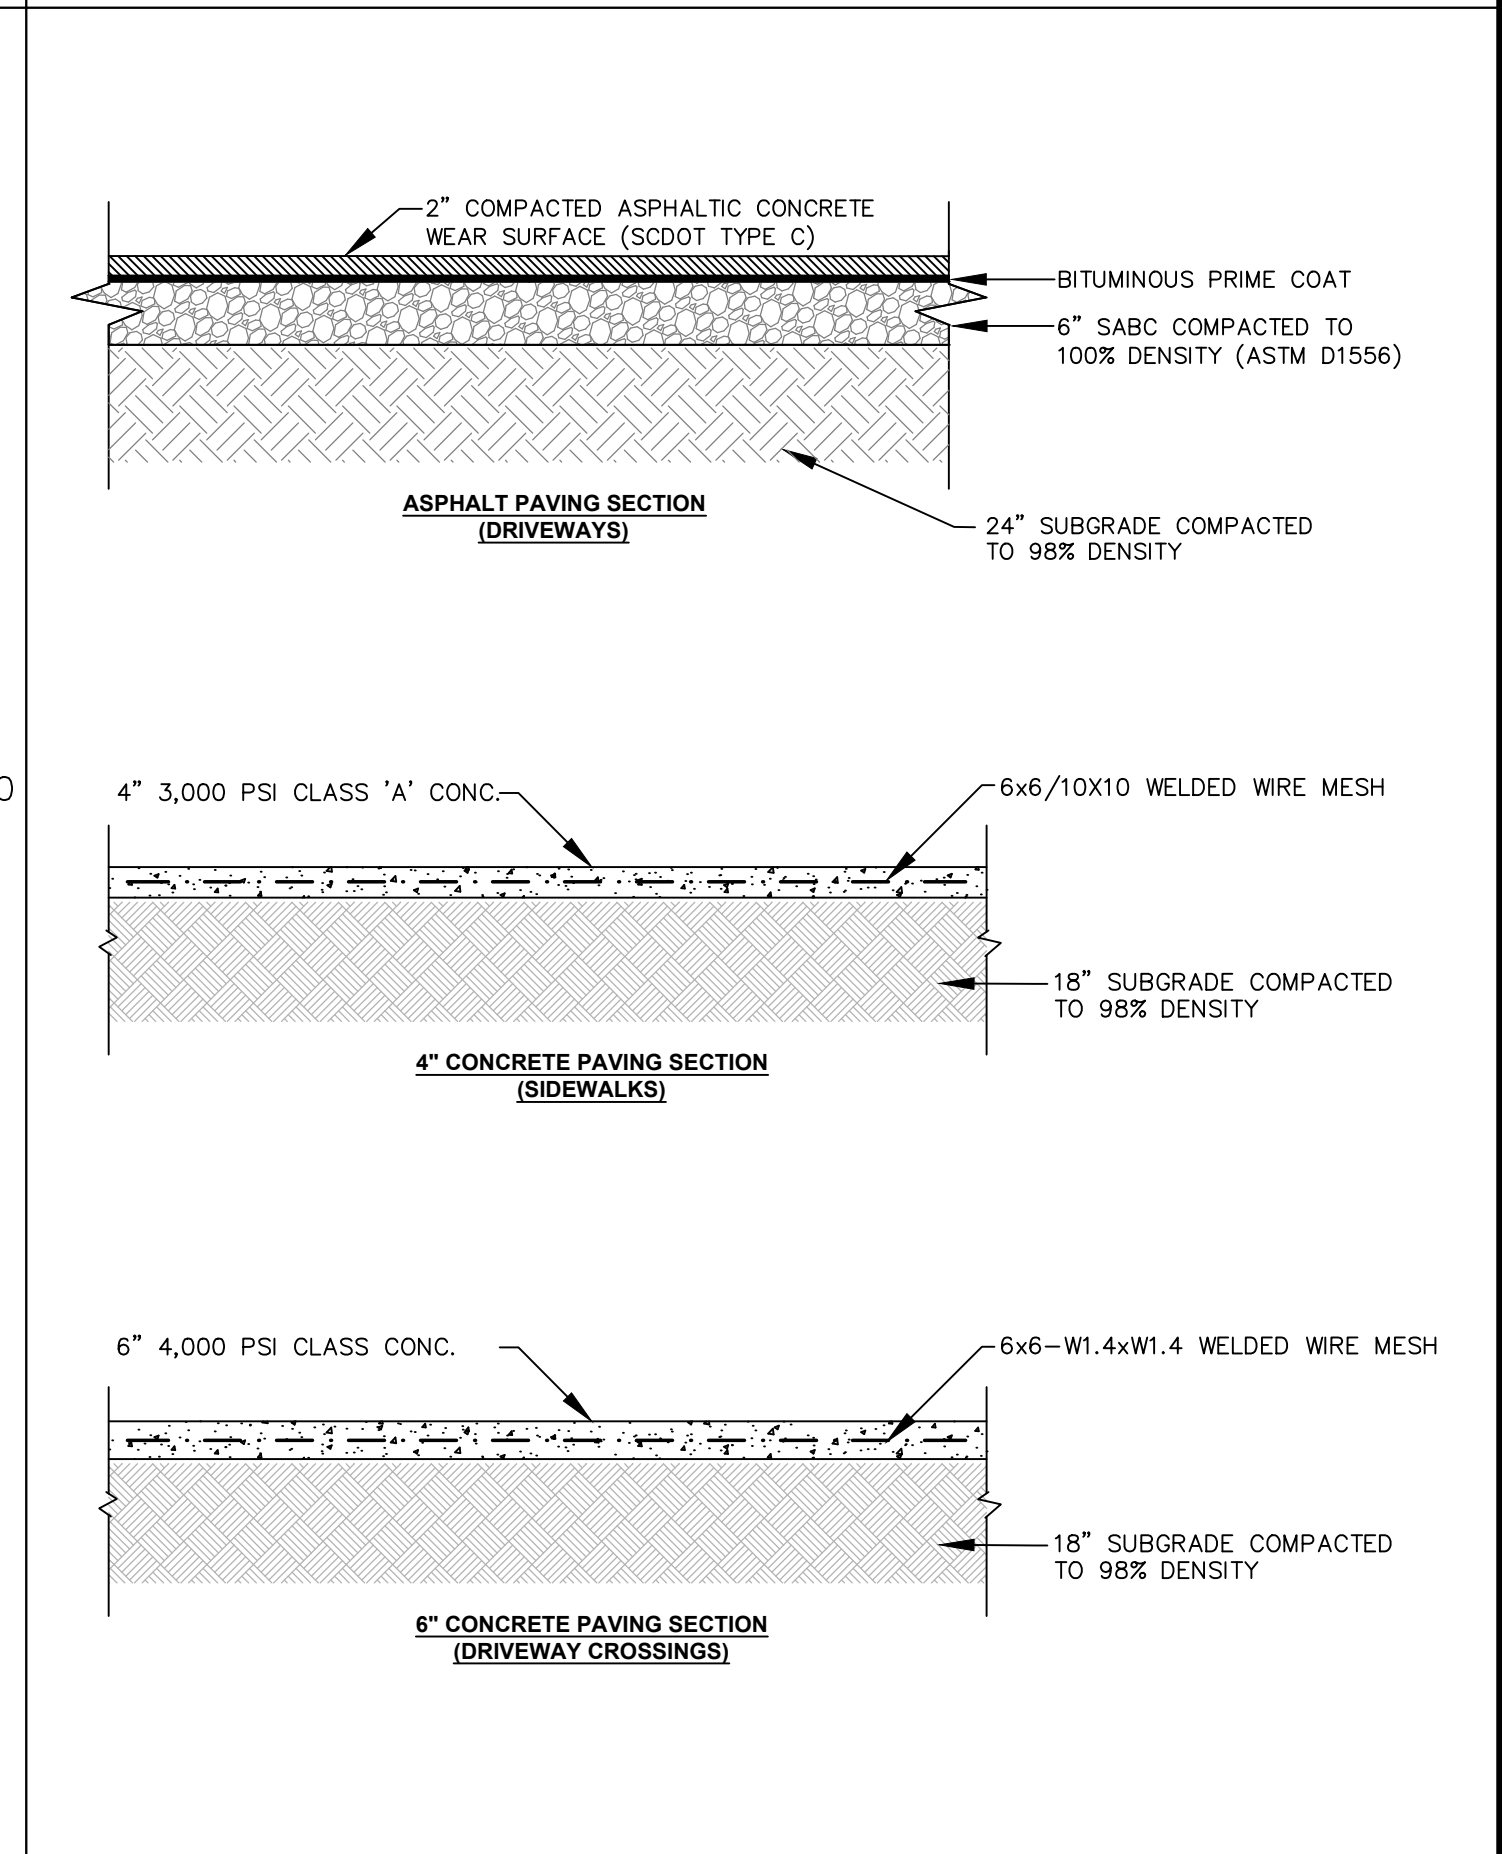 2” COMPACTED ASPHALTIC CONCRETE
WEAR SURFACE (SCDOT TYPE C)
BITUMINOUS PRIME COAT
6” SABC COMPACTED TO
100% DENSITY (ASTM D1556)
ASPHALT PAVING SECTION
(DRIVEWAYS)
24” SUBGRADE COMPACTED
TO 98% DENSITY
4” 3,000 PSI CLASS 'A' CONC.
6x6/10X10 WELDED WIRE MESH
18” SUBGRADE COMPACTED
TO 98% DENSITY
4" CONCRETE PAVING SECTION
(SIDEWALKS)
6” 4,000 PSI CLASS CONC.
6x6-W1.4xW1.4 WELDED WIRE MESH
18” SUBGRADE COMPACTED
TO 98% DENSITY
6" CONCRETE PAVING SECTION
(DRIVEWAY CROSSINGS)